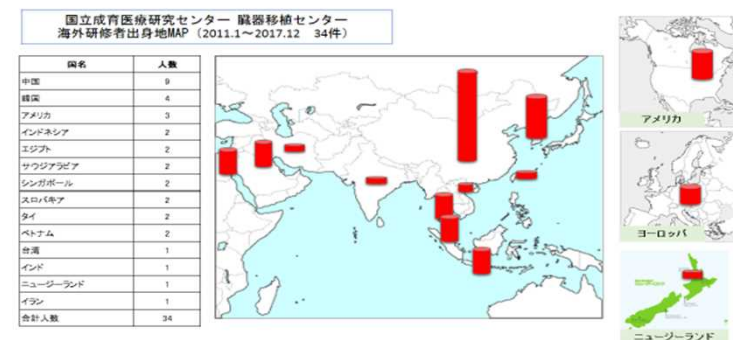 国立成育医療研究センター 臓器移植センター
海外研修者出身地MAP（2011.1～2017.12　34件）
国名 人数
中国 9
韓国 4
アメリカ 3
インドネシア 2
エジプト 2
サウジアラビア 2
シンガポール 2
スロバキア 2
タイ 2
ベトナム 2
台湾 1
インド 1
ニュージーランド 1
イラン 1
合計人数 34
アメリカ
ヨーロッパ
ニュージーランド